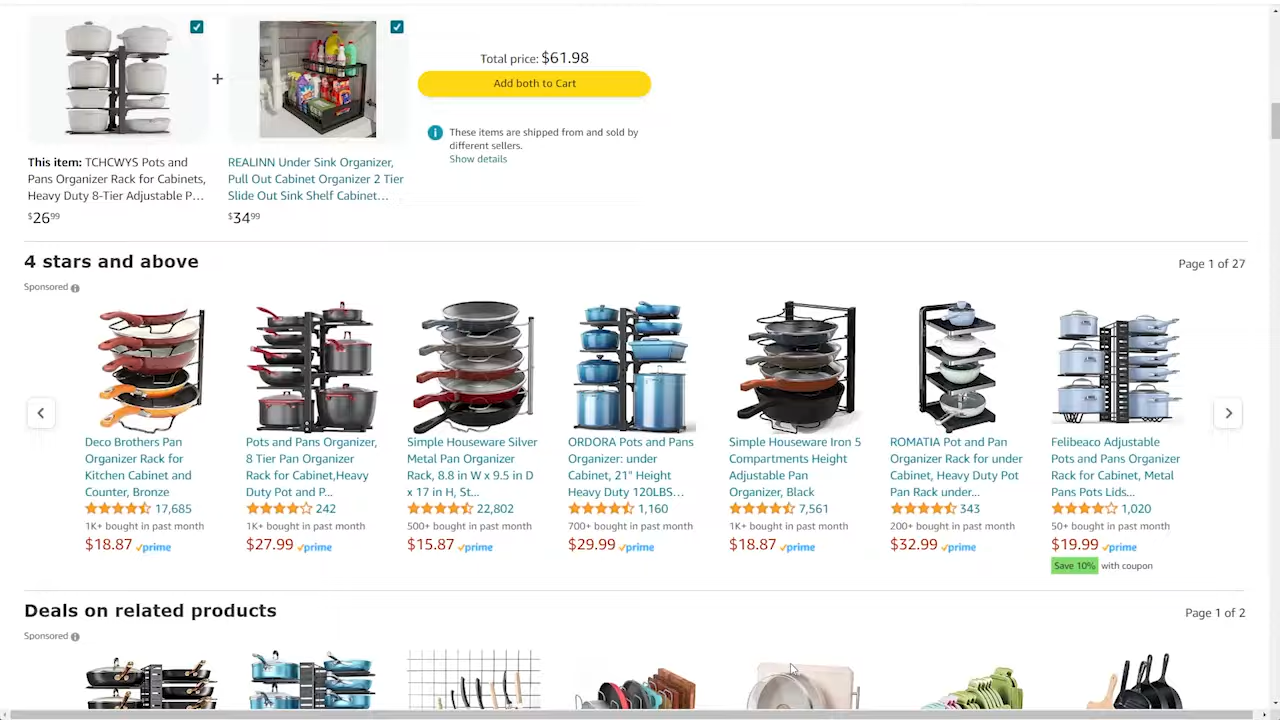 +
Total price: $61.98
Add both to Cart
These items are shipped from and sold by
different sellers.
Show details
This item: TCHCWYS Pots and
Pans Organizer Rack for Cabinets,
Heavy Duty 8-Tier Adjustable P…
$26.99
REALINN Under Sink Organizer,
Pull Out Cabinet Organizer 2 Tier
Slide Out Sink Shelf Cabinet…
$34.99
4 stars and above
Page 1 of 27
Sponsored
Deco Brothers Pan
Organizer Rack for
Kitchen Cabinet and
Counter, Bronze
17,685
1K+ bought in past month
$18.87 prime
Pots and Pans Organizer,
8 Tier Pan Organizer
Rack for Cabinet,Heavy
Duty Pot and P...
242
1K+ bought in past month
$27.99 prime
Simple Houseware Silver
Metal Pan Organizer
Rack, 8.8 in W x 9.5 in D
x 17 in H, St...
22,802
500+ bought in past month
$15.87 prime
ORDORA Pots and Pans
Organizer: under
Cabinet, 21" Height
Heavy Duty 120LBS...
1,160
700+ bought in past month
$29.99 prime
Simple Houseware Iron 5
Compartments Height
Adjustable Pan
Organizer, Black
7,561
1K+ bought in past month
$18.87 prime
ROMATIA Pot and Pan
Organizer Rack for under
Cabinet, Heavy Duty Pot
Pan Rack under...
343
200+ bought in past month
$32.99 prime
Felibeaco Adjustable
Pots and Pans Organizer
Rack for Cabinet, Metal
Pans Pots Lids...
1,020
50+ bought in past month
$19.99 prime
Save 10% with coupon
Deals on related products
Page 1 of 2
Sponsored